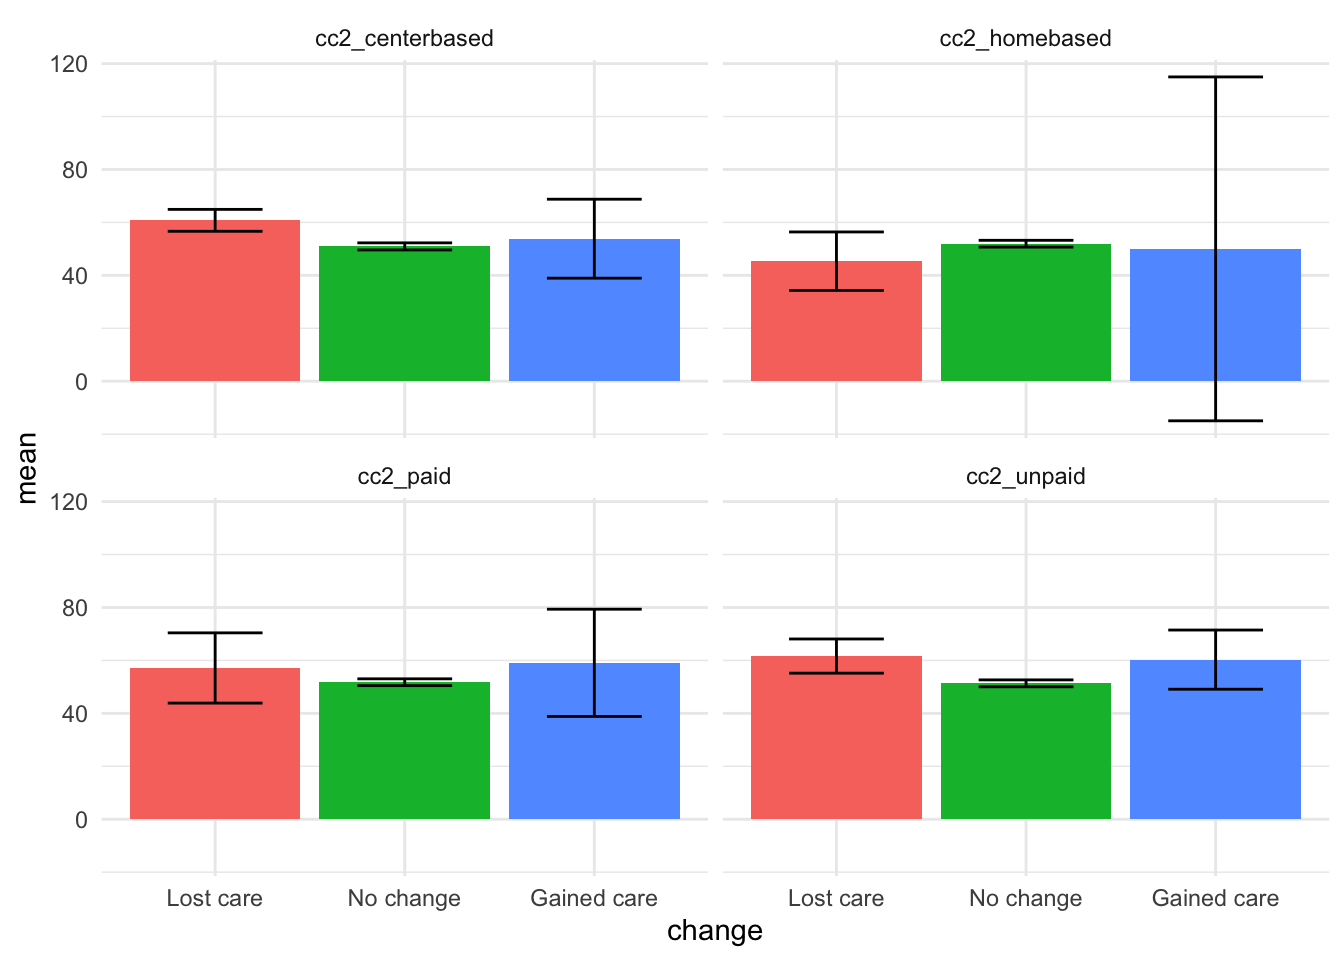 cc2_centerbased
cc2_homebased
120
80
40
0
cc2_paid
cc2_unpaid
120
80
40
0
mean
Lost care
No change
Gained care
Lost care
No change
Gained care
change